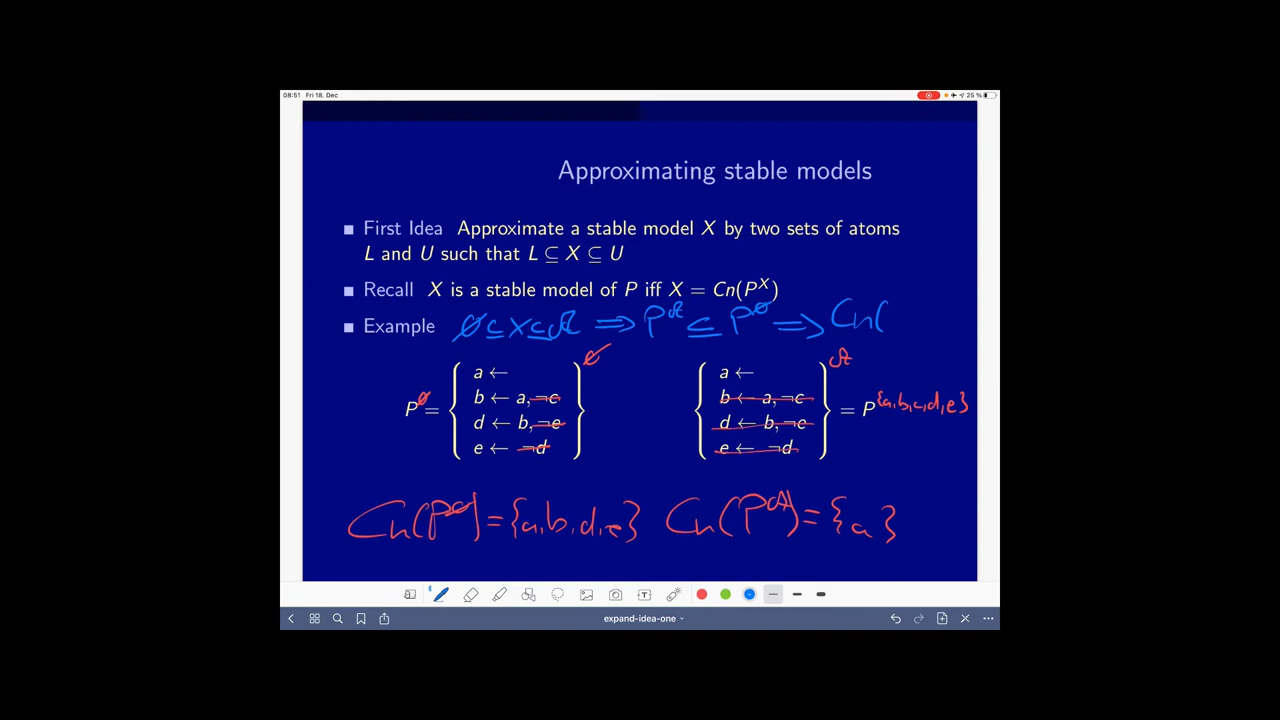 08:51 Fri 18. Dec 25 %
Approximating stable models
First Idea Approximate a stable model X by two sets of atoms
L and U such that L ⊆ X ⊆ U
Recall X is a stable model of P iff X = Cn(P^X)
Example ∅ ⊆ X ⊆ 𝒜 ⟹ P^𝒜 ⊆ P^∅ ⟹ Cn(
P^∅ = { a ← }^∅ { a ← }^𝒜 = P^{a,b,c,d,e}
b ← a, ¬c b ← a, ¬c
d ← b, ¬e d ← b, ¬e
e ← ¬d e ← ¬d
Cn(P^∅) = {a,b,d,e} Cn(P^𝒜) = {a}
T
expand-idea-one